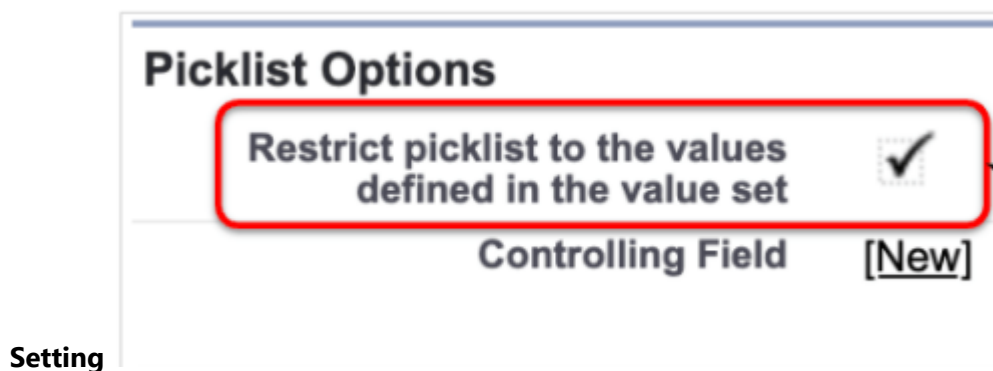 Picklist Options
Restrict picklist to the values
defined in the value set
Controlling Field [New]
Setting